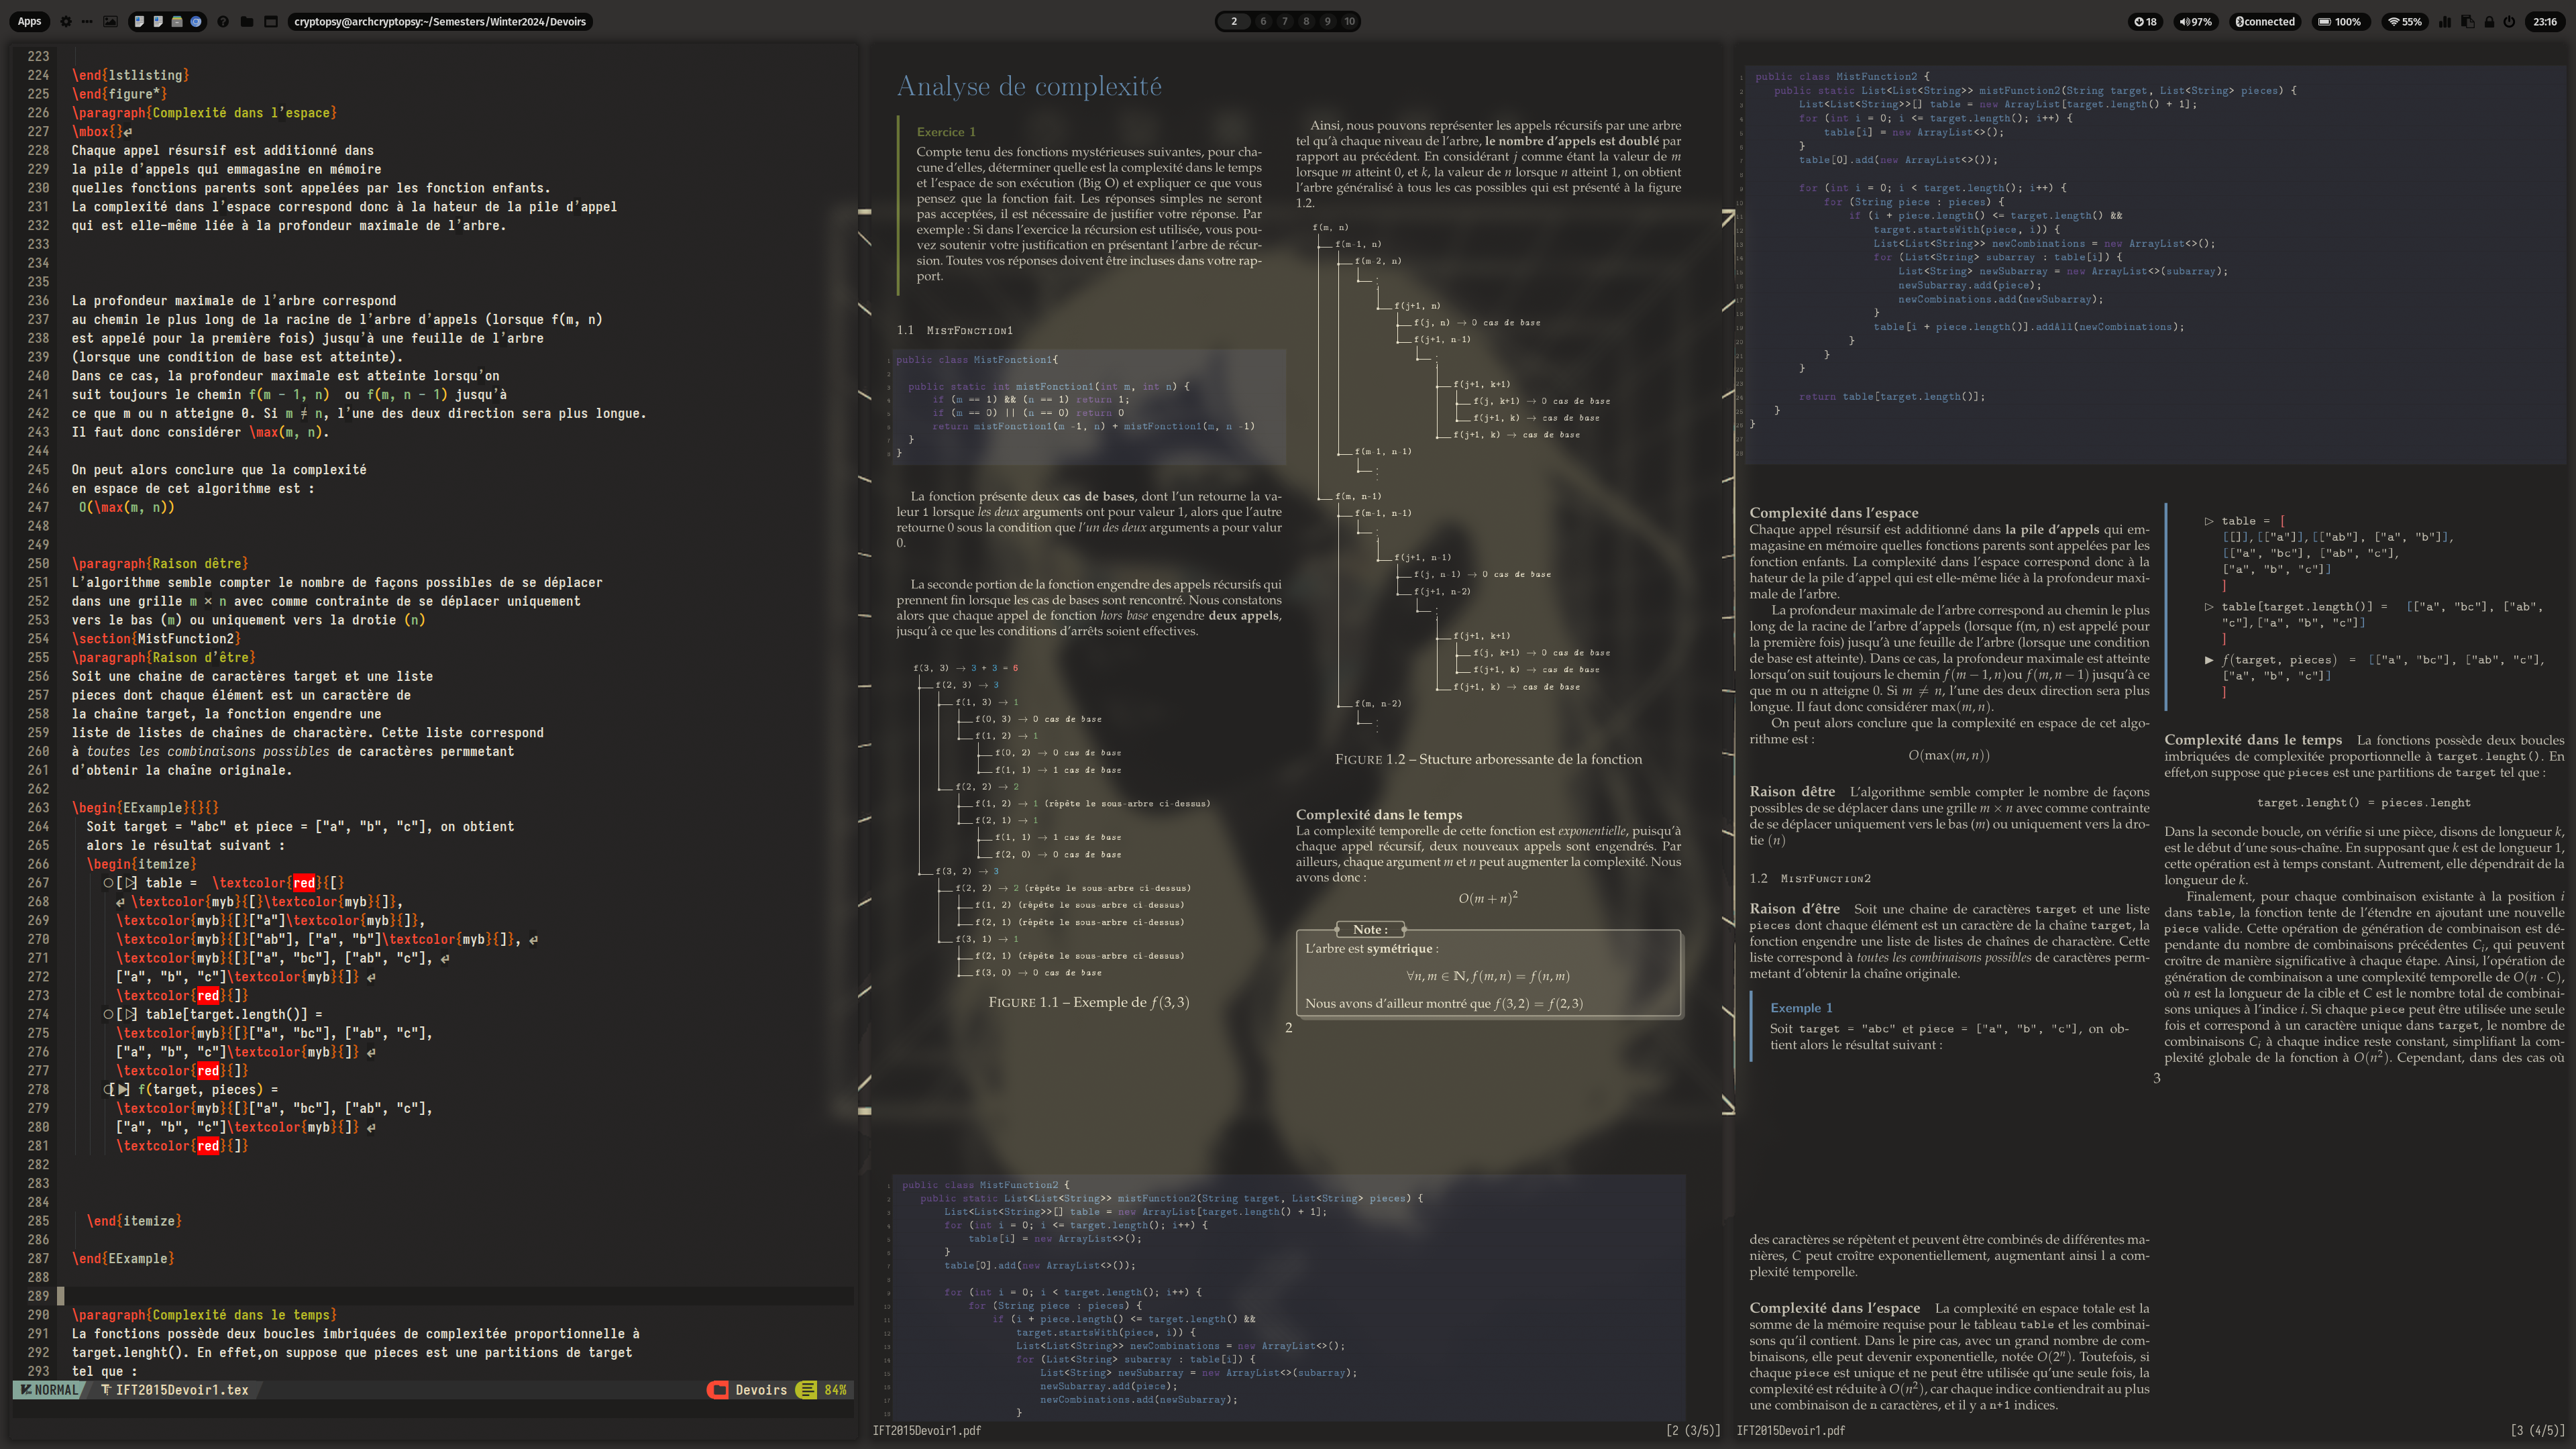 Apps
cryptopsy@archcryptopsy:~/Semesters/Winter2024/Devoirs
2 6 7 8 9 10
18 97% connected 100% 55% 23:16
223
224 \end{lstlisting}
225 \end{figure*}
226 \paragraph{Complexité dans l'espace}
227 \mbox{}↵
228 Chaque appel résursif est additionné dans
229 la pile d'appels qui emmagasine en mémoire
230 quelles fonctions parents sont appelées par les fonction enfants.
231 La complexité dans l'espace correspond donc à la hateur de la pile d'appel
232 qui est elle-même liée à la profondeur maximale de l'arbre.
233
234
235
236 La profondeur maximale de l'arbre correspond
237 au chemin le plus long de la racine de l'arbre d'appels (lorsque f(m, n)
238 est appelé pour la première fois) jusqu'à une feuille de l'arbre
239 (lorsque une condition de base est atteinte).
240 Dans ce cas, la profondeur maximale est atteinte lorsqu'on
241 suit toujours le chemin f(m - 1, n)  ou f(m, n - 1) jusqu'à
242 ce que m ou n atteigne 0. Si m ≠ n, l'une des deux direction sera plus longue.
243 Il faut donc considérer \max(m, n).
244
245 On peut alors conclure que la complexité
246 en espace de cet algorithme est :
247 O(\max(m, n))
248
249
250 \paragraph{Raison dêtre}
251 L'algorithme semble compter le nombre de façons possibles de se déplacer
252 dans une grille m × n avec comme contrainte de se déplacer uniquement
253 vers le bas (m) ou uniquement vers la drotie (n)
254 \section{MistFunction2}
255 \paragraph{Raison d'être}
256 Soit une chaine de caractères target et une liste
257 pieces dont chaque élément est un caractère de
258 la chaîne target, la fonction engendre une
259 liste de listes de chaînes de charactère. Cette liste correspond
260 à toutes les combinaisons possibles de caractères permmetant
261 d'obtenir la chaîne originale.
262
263 \begin{EExample}{}{}
264 Soit target = "abc" et piece = ["a", "b", "c"], on obtient
265 alors le résultat suivant :
266 \begin{itemize}
267 ○[▷] table =  \textcolor{red}{[}
268 ↵ \textcolor{myb}{[}\textcolor{myb}{]},
269 \textcolor{myb}{[}["a"]\textcolor{myb}{]},
270 \textcolor{myb}{[}["ab"], ["a", "b"]\textcolor{myb}{]}, ↵
271 \textcolor{myb}{[}["a", "bc"], ["ab", "c"], ↵
272 ["a", "b", "c"]\textcolor{myb}{]} ↵
273 \textcolor{red}{]}
274 ○[▷] table[target.length()] =
275 \textcolor{myb}{[}["a", "bc"], ["ab", "c"],
276 ["a", "b", "c"]\textcolor{myb}{]} ↵
277 \textcolor{red}{]}
278 ○[▶] f(target, pieces) =
279 \textcolor{myb}{[}["a", "bc"], ["ab", "c"],
280 ["a", "b", "c"]\textcolor{myb}{]} ↵
281 \textcolor{red}{]}
282
283
284
285 \end{itemize}
286
287 \end{EExample}
288
289
290 \paragraph{Complexité dans le temps}
291 La fonctions possède deux boucles imbriquées de complexitée proportionnelle à
292 target.lenght(). En effet,on suppose que pieces est une partitions de target
293 tel que :
NORMAL IFT2015Devoir1.tex Devoirs 84%
Analyse de complexité
Exercice 1
Compte tenu des fonctions mystérieuses suivantes, pour cha-
cune d'elles, déterminer quelle est la complexité dans le temps
et l'espace de son exécution (Big O) et expliquer ce que vous
pensez que la fonction fait. Les réponses simples ne seront
pas acceptées, il est nécessaire de justifier votre réponse. Par
exemple : Si dans l'exercice la récursion est utilisée, vous pou-
vez soutenir votre justification en présentant l'arbre de récur-
sion. Toutes vos réponses doivent être incluses dans votre rap-
port.
1.1 MistFonction1
public class MistFonction1{
public static int mistFonction1(int m, int n) {
if (m == 1) && (n == 1) return 1;
if (m == 0) || (n == 0) return 0
return mistFonction1(m -1, n) + mistFonction1(m, n -1)
}
}
La fonction présente deux cas de bases, dont l'un retourne la va-
leur 1 lorsque les deux arguments ont pour valeur 1, alors que l'autre
retourne 0 sous la condition que l'un des deux arguments a pour valur
0.
La seconde portion de la fonction engendre des appels récursifs qui
prennent fin lorsque les cas de bases sont rencontré. Nous constatons
alors que chaque appel de fonction hors base engendre deux appels,
jusqu'à ce que les conditions d'arrêts soient effectives.
f(3, 3) → 3 + 3 = 6
f(2, 3) → 3
f(1, 3) → 1
f(0, 3) → 0 cas de base
f(1, 2) → 1
f(0, 2) → 0 cas de base
f(1, 1) → 1 cas de base
f(2, 2) → 2
f(1, 2) → 1 (répéte le sous-arbre ci-dessus)
f(2, 1) → 1
f(1, 1) → 1 cas de base
f(2, 0) → 0 cas de base
f(3, 2) → 3
f(2, 2) → 2 (répéte le sous-arbre ci-dessus)
f(1, 2) (répéte le sous-arbre ci-dessus)
f(2, 1) (répéte le sous-arbre ci-dessus)
f(3, 1) → 1
f(2, 1) (répéte le sous-arbre ci-dessus)
f(3, 0) → 0 cas de base
Figure 1.1 – Exemple de f(3,3)
Ainsi, nous pouvons représenter les appels récursifs par une arbre
tel qu'à chaque niveau de l'arbre, le nombre d'appels est doublé par
rapport au précédent. En considérant j comme étant la valeur de m
lorsque m atteint 0, et k, la valeur de n lorsque n atteint 1, on obtient
l'arbre généralisé à tous les cas possibles qui est présenté à la figure
1.2.
f(m, n)
f(m-1, n)
f(m-2, n)
f(j+1, n)
f(j, n) → 0 cas de base
f(j+1, n-1)
f(j+1, k+1)
f(j, k+1) → 0 cas de base
f(j+1, k) → cas de base
f(j+1, k) → cas de base
f(m-1, n-1)
f(m, n-1)
f(m-1, n-1)
f(j+1, n-1)
f(j, n-1) → 0 cas de base
f(j+1, n-2)
f(j+1, k+1)
f(j, k+1) → 0 cas de base
f(j+1, k) → cas de base
f(j+1, k) → cas de base
f(m, n-2)
Figure 1.2 – Stucture arboressante de la fonction
Complexité dans le temps
La complexité temporelle de cette fonction est exponentielle, puisqu'à
chaque appel récursif, deux nouveaux appels sont engendrés. Par
ailleurs, chaque argument m et n peut augmenter la complexité. Nous
avons donc :
O(m + n)²
Note :
L'arbre est symétrique :
∀n, m ∈ ℕ, f(m, n) = f(n, m)
Nous avons d'ailleur montré que f(3,2) = f(2,3)
2
public class MistFunction2 {
public static List<List<String>> mistFunction2(String target, List<String> pieces) {
List<List<String>>[] table = new ArrayList[target.length() + 1];
for (int i = 0; i <= target.length(); i++) {
table[i] = new ArrayList<>();
}
table[0].add(new ArrayList<>());
for (int i = 0; i < target.length(); i++) {
for (String piece : pieces) {
if (i + piece.length() <= target.length() &&
target.startsWith(piece, i)) {
List<List<String>> newCombinations = new ArrayList<>();
for (List<String> subarray : table[i]) {
List<String> newSubarray = new ArrayList<>(subarray);
newSubarray.add(piece);
newCombinations.add(newSubarray);
}
IFT2015Devoir1.pdf [2 (3/5)]
public class MistFunction2 {
public static List<List<String>> mistFunction2(String target, List<String> pieces) {
List<List<String>>[] table = new ArrayList[target.length() + 1];
for (int i = 0; i <= target.length(); i++) {
table[i] = new ArrayList<>();
}
table[0].add(new ArrayList<>());
for (int i = 0; i < target.length(); i++) {
for (String piece : pieces) {
if (i + piece.length() <= target.length() &&
target.startsWith(piece, i)) {
List<List<String>> newCombinations = new ArrayList<>();
for (List<String> subarray : table[i]) {
List<String> newSubarray = new ArrayList<>(subarray);
newSubarray.add(piece);
newCombinations.add(newSubarray);
}
table[i + piece.length()].addAll(newCombinations);
}
}
}
return table[target.length()];
}
}
Complexité dans l'espace
Chaque appel résursif est additionné dans la pile d'appels qui em-
magasine en mémoire quelles fonctions parents sont appelées par les
fonction enfants. La complexité dans l'espace correspond donc à la
hateur de la pile d'appel qui est elle-même liée à la profondeur maxi-
male de l'arbre.
La profondeur maximale de l'arbre correspond au chemin le plus
long de la racine de l'arbre d'appels (lorsque f(m, n) est appelé pour
la première fois) jusqu'à une feuille de l'arbre (lorsque une condition
de base est atteinte). Dans ce cas, la profondeur maximale est atteinte
lorsqu'on suit toujours le chemin f(m − 1, n)ou f(m, n − 1) jusqu'à ce
que m ou n atteigne 0. Si m ≠ n, l'une des deux direction sera plus
longue. Il faut donc considérer max(m, n).
On peut alors conclure que la complexité en espace de cet algo-
rithme est :
O(max(m, n))
Raison dêtre L'algorithme semble compter le nombre de façons
possibles de se déplacer dans une grille m × n avec comme contrainte
de se déplacer uniquement vers le bas (m) ou uniquement vers la dro-
tie (n)
1.2 MistFunction2
Raison d'être Soit une chaine de caractères target et une liste
pieces dont chaque élément est un caractère de la chaîne target, la
fonction engendre une liste de listes de chaînes de charactère. Cette
liste correspond à toutes les combinaisons possibles de caractères perm-
metant d'obtenir la chaîne originale.
Exemple 1
Soit target = "abc" et piece = ["a", "b", "c"], on ob-
tient alors le résultat suivant :
▷ table = [
[[]],[["a"]],[["ab"], ["a", "b"]],
[["a", "bc"], ["ab", "c"],
["a", "b", "c"]]
]
▷ table[target.length()] = [["a", "bc"], ["ab",
"c"],["a", "b", "c"]]
]
▶ f(target, pieces) = [["a", "bc"], ["ab", "c"],
["a", "b", "c"]]
]
Complexité dans le temps La fonctions possède deux boucles
imbriquées de complexitée proportionnelle à target.lenght(). En
effet,on suppose que pieces est une partitions de target tel que :
target.lenght() = pieces.lenght
Dans la seconde boucle, on vérifie si une pièce, disons de longueur k,
est le début d'une sous-chaîne. En supposant que k est de longueur 1,
cette opération est à temps constant. Autrement, elle dépendrait de la
longueur de k.
Finalement, pour chaque combinaison existante à la position i
dans table, la fonction tente de l'étendre en ajoutant une nouvelle
piece valide. Cette opération de génération de combinaison est dé-
pendante du nombre de combinaisons précédentes Cᵢ, qui peuvent
croître de manière significative à chaque étape. Ainsi, l'opération de
génération de combinaison a une complexité temporelle de O(n · C),
où n est la longueur de la cible et C est le nombre total de combinai-
sons uniques à l'indice i. Si chaque piece peut être utilisée une seule
fois et correspond à un caractère unique dans target, le nombre de
combinaisons Cᵢ à chaque indice reste constant, simplifiant la com-
plexité globale de la fonction à O(n²). Cependant, dans des cas où
3
des caractères se répètent et peuvent être combinés de différentes ma-
nières, C peut croître exponentiellement, augmentant ainsi l a com-
plexité temporelle.
Complexité dans l'espace La complexité en espace totale est la
somme de la mémoire requise pour le tableau table et les combinai-
sons qu'il contient. Dans le pire cas, avec un grand nombre de com-
binaisons, elle peut devenir exponentielle, notée O(2ⁿ). Toutefois, si
chaque piece est unique et ne peut être utilisée qu'une seule fois, la
complexité est réduite à O(n²), car chaque indice contiendrait au plus
une combinaison de n caractères, et il y a n+1 indices.
IFT2015Devoir1.pdf [3 (4/5)]